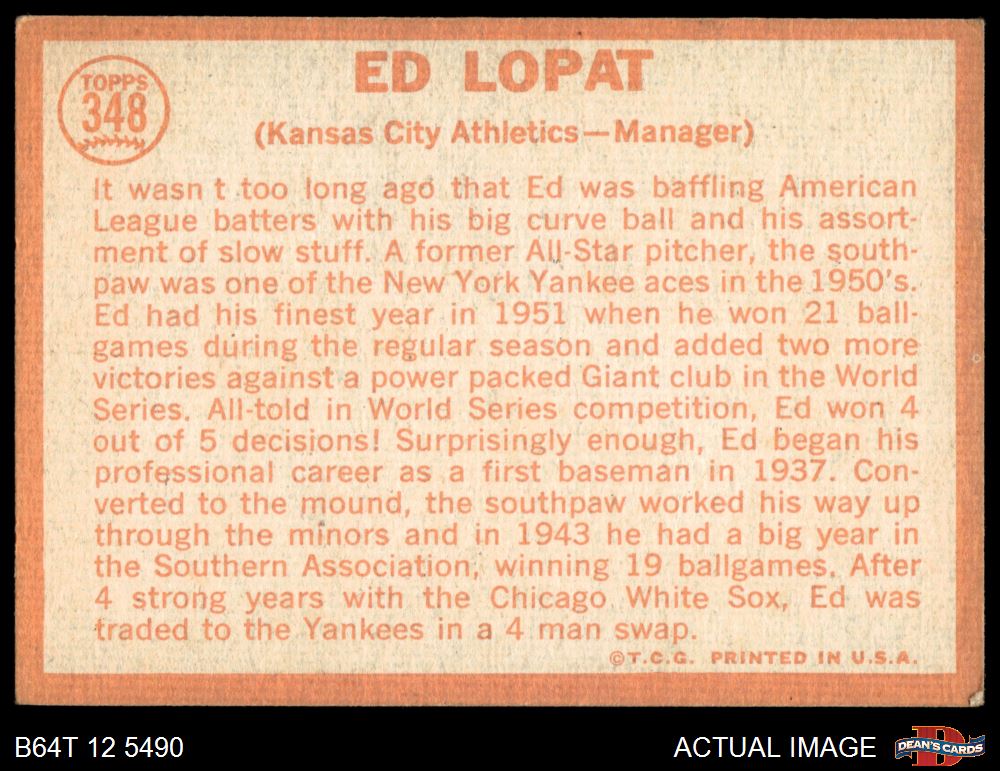 TOPPS
348
ED LOPAT
(Kansas City Athletics—Manager)
It wasn t too long ago that Ed was baffling American
League batters with his big curve ball and his assort-
ment of slow stuff. A former All-Star pitcher, the south-
paw was one of the New York Yankee aces in the 1950's.
Ed had his finest year in 1951 when he won 21 ball-
games during the regular season and added two more
victories against a power packed Giant club in the World
Series. All-told in World Series competition, Ed won 4
out of 5 decisions! Surprisingly enough, Ed began his
professional career as a first baseman in 1937. Con-
verted to the mound, the southpaw worked his way up
through the minors and in 1943 he had a big year in
the Southern Association, winning 19 ballgames. After
4 strong years with the Chicago White Sox, Ed was
traded to the Yankees in a 4 man swap.
©T.C.G. PRINTED IN U.S.A.
B64T 12 5490
ACTUAL IMAGE
D
DEAN'S CARDS